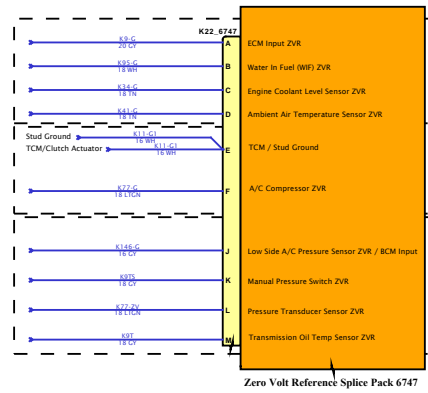 K22_6747
K9-G
20 GY
A
ECM Input ZVR
K95-G
18 WH
B
Water In Fuel (WIF) ZVR
K34-G
18 TN
C
Engine Coolant Level Sensor ZVR
K41-G
18 TN
D
Ambient Air Temperature Sensor ZVR
Stud Ground
K11-G1
16 WH
TCM/Clutch Actuator
K11-G1
16 WH
E
TCM / Stud Ground
K77-G
18 LTGN
F
A/C Compressor ZVR
K146-G
16 GY
J
Low Side A/C Pressure Sensor ZVR / BCM Input
K9TS
18 GY
K
Manual Pressure Switch ZVR
K77-ZV
18 LTGN
L
Pressure Transducer Sensor ZVR
K9T
18 GY
M
Transmission Oil Temp Sensor ZVR
Zero Volt Reference Splice Pack 6747